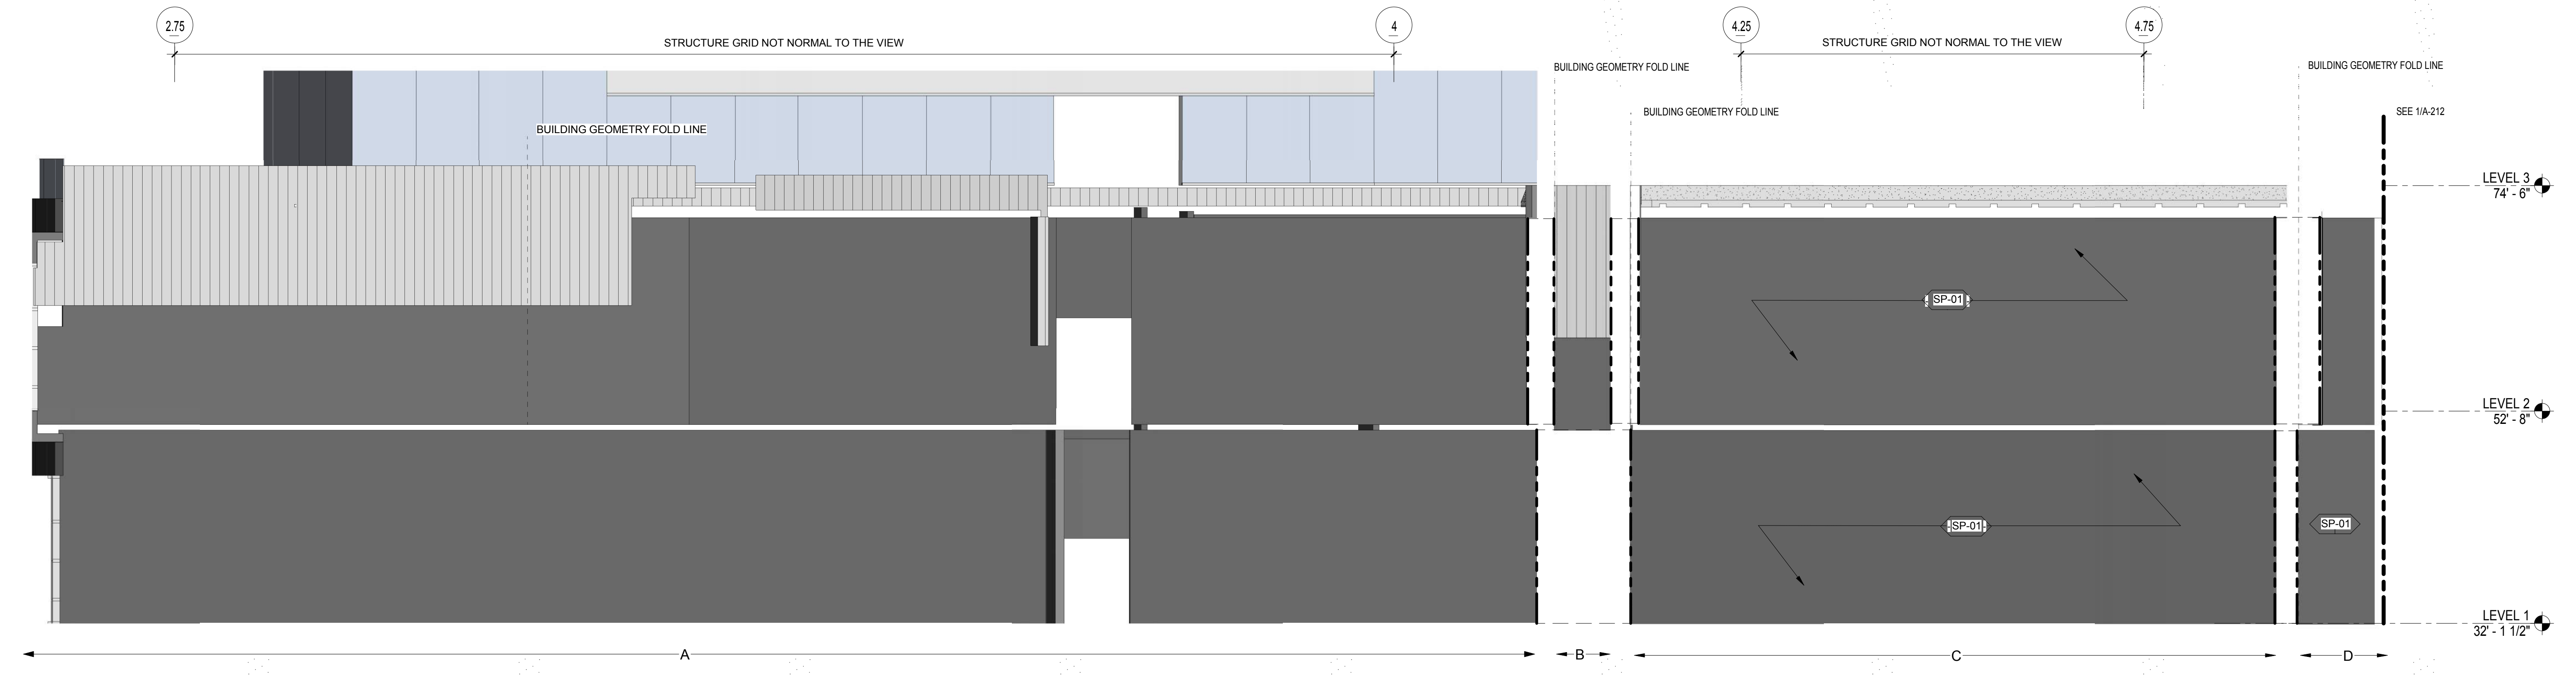 2.75
4
4.25
4.75
STRUCTURE GRID NOT NORMAL TO THE VIEW
STRUCTURE GRID NOT NORMAL TO THE VIEW
BUILDING GEOMETRY FOLD LINE
BUILDING GEOMETRY FOLD LINE
BUILDING GEOMETRY FOLD LINE
SEE 1/A-212
BUILDING GEOMETRY FOLD LINE
LEVEL 3
74' - 6"
SP-01
LEVEL 2
52' - 8"
SP-01
SP-01
LEVEL 1
32' - 1 1/2"
A
B
C
D